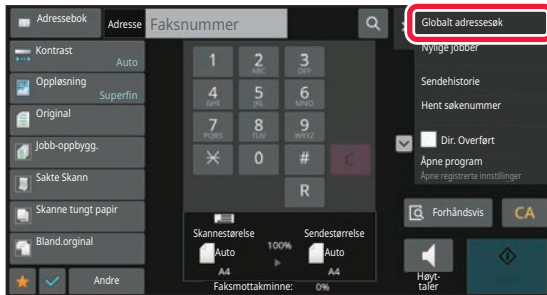 Adressebok
Adresse
Faksnummer
Globalt adressesøk
Nylige jobber
Kontrast
Auto
Oppløsning
Superfin
Original
Jobb-oppbygg.
Sakte Skann
Skanne tungt papir
Bland.orginal
Andre
1
2
ABC
3
DEF
4
GHI
5
JKL
6
MNO
7
PQRS
8
TUV
9
WXYZ
0
#
C
R
Skannestørelse
Auto
A4
100%
Sendestørrelse
Auto
A4
Faksmottakminne: 0%
Sendehistorie
Hent søkenummer
Dir. Overført
Åpne program
Åpne registrerte innstillinger
Forhåndsvis
CA
Høyt-
taler
Start